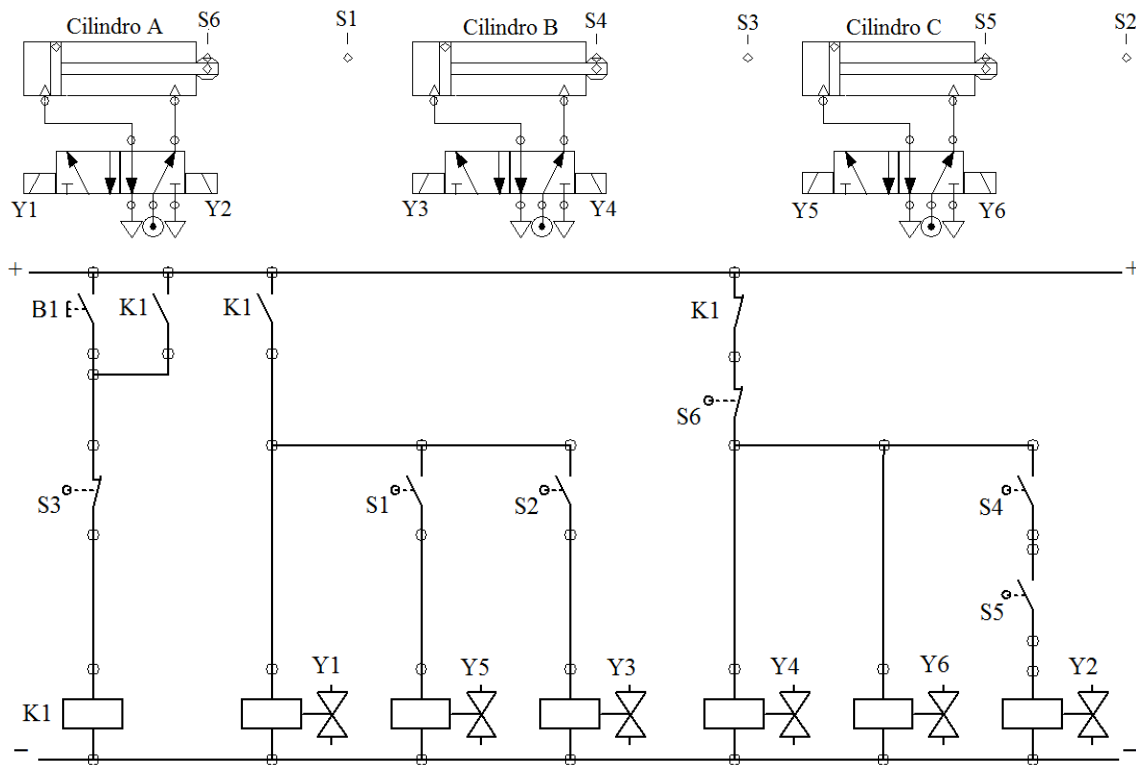 Cilindro A S6 S1 Cilindro B S4 S3 Cilindro C S5 S2
Y1 Y2 Y3 Y4 Y5 Y6
+ +
B1 K1 K1 K1
S6
S3 S1 S2 S4
S5
Y1 Y5 Y3 Y4 Y6 Y2
K1
− −